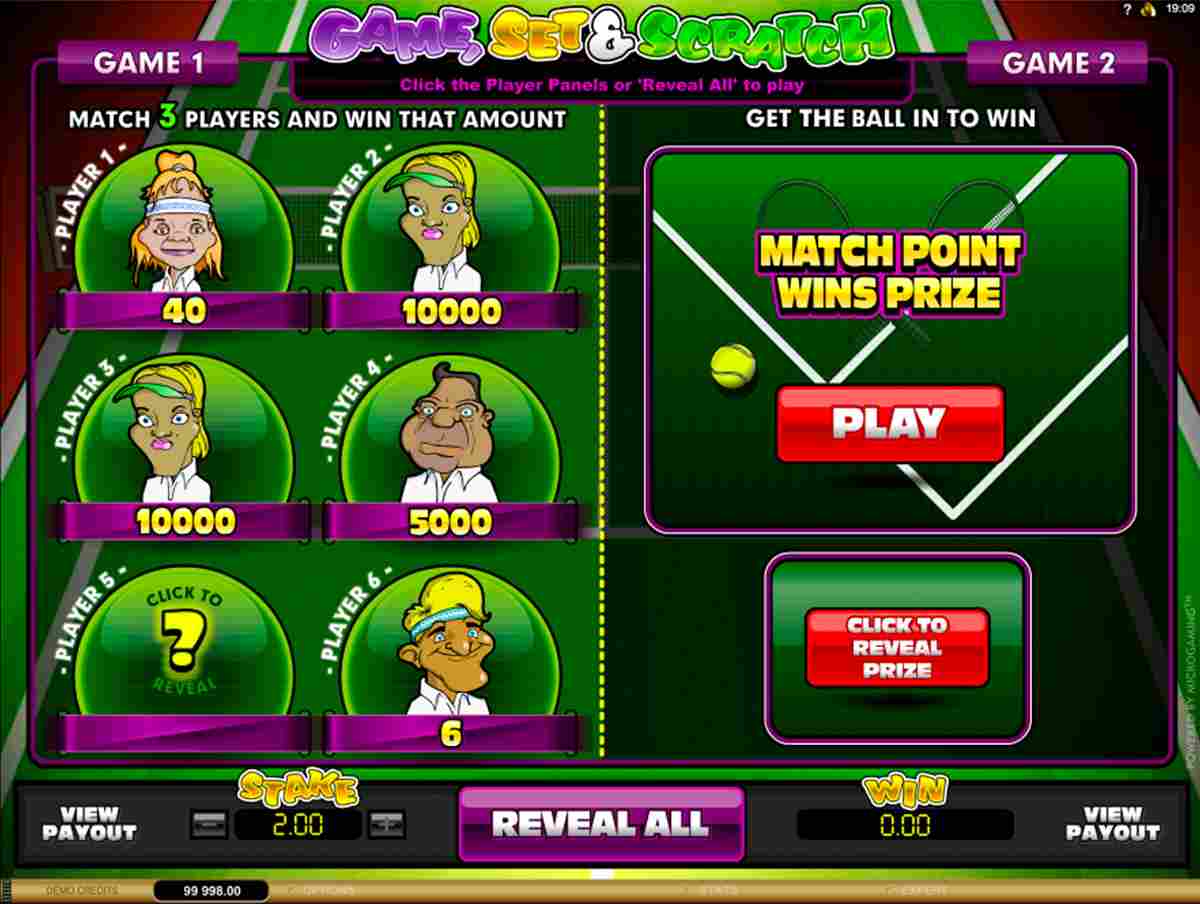 ? 19:09
GAME, SET & SCRATCH
GAME 1
GAME 2
Click the Player Panels or 'Reveal All' to play
MATCH 3 PLAYERS AND WIN THAT AMOUNT
GET THE BALL IN TO WIN
- PLAYER 1 -
40
- PLAYER 2 -
10000
- PLAYER 3 -
10000
- PLAYER 4 -
5000
- PLAYER 5 -
CLICK TO
?
REVEAL
- PLAYER 6 -
6
MATCH POINT
WINS PRIZE
PLAY
CLICK TO
REVEAL
PRIZE
POWERED BY MICROGAMING™
VIEW
PAYOUT
STAKE
2.00
REVEAL ALL
WIN
0.00
VIEW
PAYOUT
DEMO CREDITS
99 998.00
OPTIONS
STATS
EXPERT